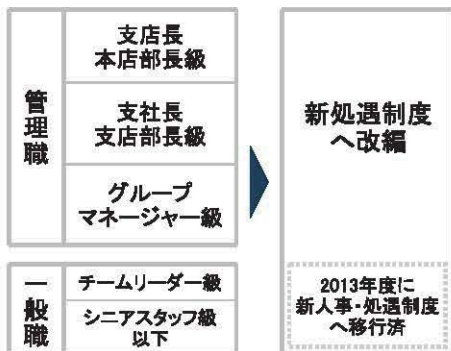 管理職
支店長
本店部長級
支社長
支店部長級
グループ
マネージャー級
一般職
チームリーダー級
シニアスタッフ級
以下
新処遇制度
へ改編
2013年度に
新人事・処遇制度
へ移行済